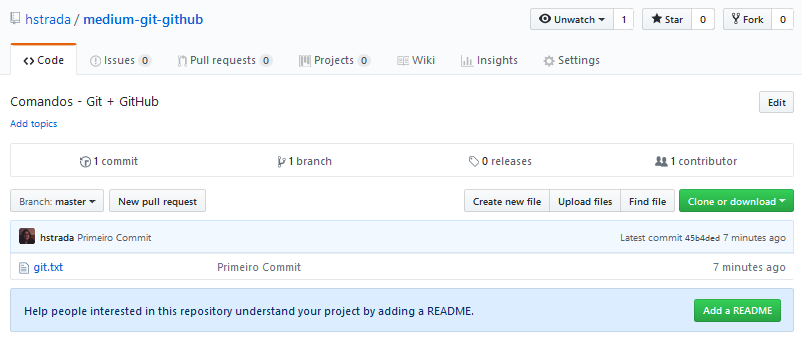 hstrada / medium-git-github Unwatch 1 Star 0 Fork 0
Code Issues 0 Pull requests 0 Projects 0 Wiki Insights Settings
Comandos - Git + GitHub Edit
Add topics
1 commit 1 branch 0 releases 1 contributor
Branch: master New pull request Create new file Upload files Find file Clone or download
hstrada Primeiro Commit Latest commit 45b4ded 7 minutes ago
git.txt Primeiro Commit 7 minutes ago
Help people interested in this repository understand your project by adding a README. Add a README